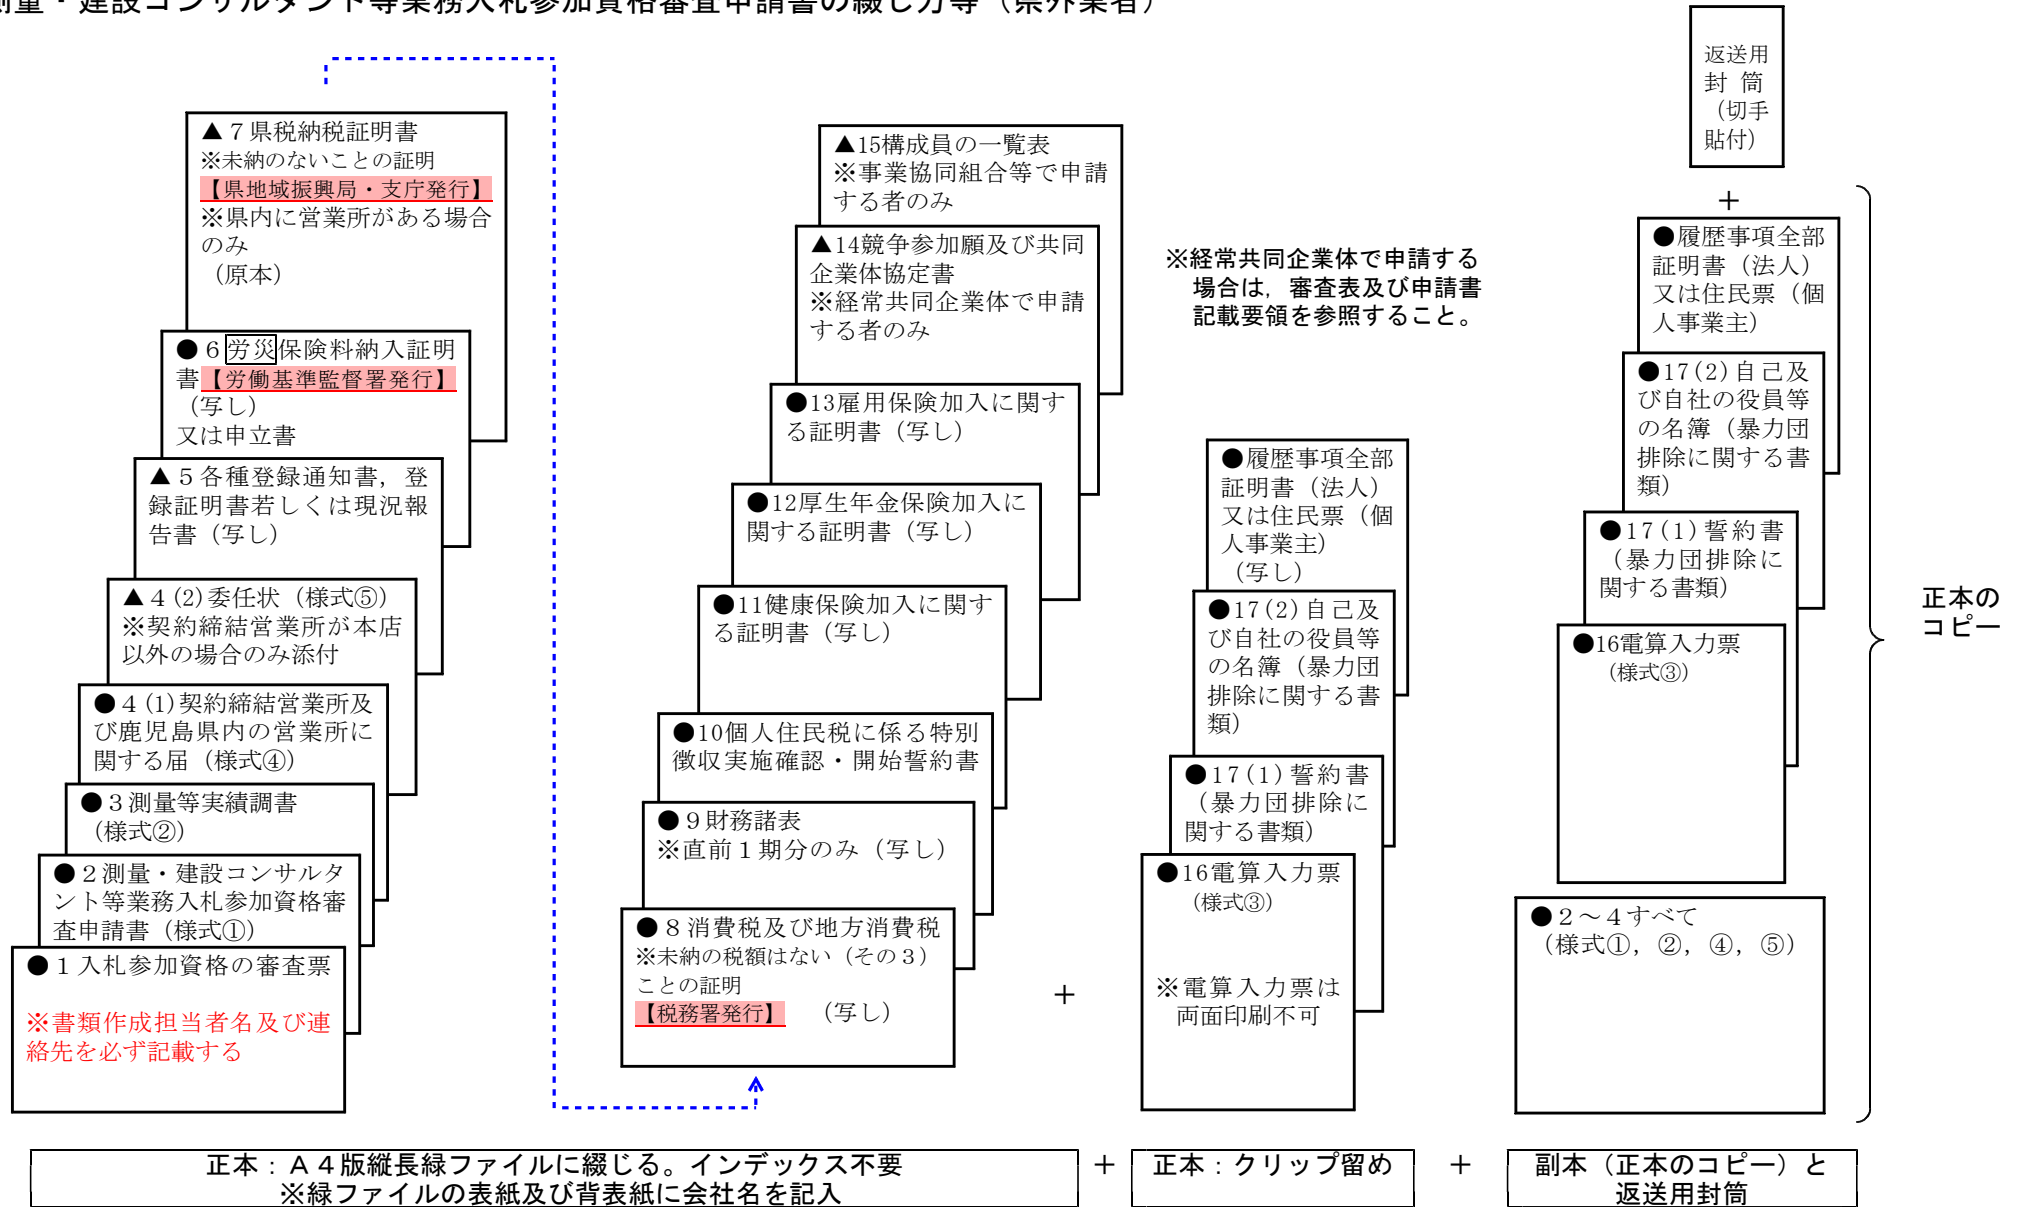 測量・建設コンサルタント等業務入札参加資格審査申請書の綴じ方等（県外業者）
▲７県税納税証明書
※未納のないことの証明
【県地域振興局・支庁発行】
※県内に営業所がある場合
のみ
（原本）
●６労災保険料納入証明
書【労働基準監督署発行】
（写し）
又は申立書
▲５各種登録通知書，登
録証明書若しくは現況報
告書（写し）
▲４(2)委任状（様式⑤）
※契約締結営業所が本店
以外の場合のみ添付
●４(1)契約締結営業所及
び鹿児島県内の営業所に
関する届（様式④）
●３測量等実績調書
（様式②）
●２測量・建設コンサルタ
ント等業務入札参加資格審
査申請書（様式①）
●１入札参加資格の審査票
※書類作成担当者名及び連
絡先を必ず記載する
▲15構成員の一覧表
※事業協同組合等で申請
する者のみ
▲14競争参加願及び共同
企業体協定書
※経常共同企業体で申請
する者のみ
●13雇用保険加入に関す
る証明書（写し）
●12厚生年金保険加入に
関する証明書（写し）
●11健康保険加入に関す
る証明書（写し）
●10個人住民税に係る特別
徴収実施確認・開始誓約書
●９財務諸表
※直前１期分のみ（写し）
●８消費税及び地方消費税
※未納の税額はない（その３）
ことの証明
【税務署発行】　（写し）
＋
※経常共同企業体で申請する
場合は，審査表及び申請書
記載要領を参照すること。
●履歴事項全部
証明書（法人）
又は住民票（個
人事業主）
（写し）
●17(2)自己及
び自社の役員等
の名簿（暴力団
排除に関する書
類）
●17(1)誓約書
（暴力団排除に
関する書類）
●16電算入力票
（様式③）
※電算入力票は
両面印刷不可
返送用
封筒
（切手
貼付）
＋
●履歴事項全部
証明書（法人）
又は住民票（個
人事業主）
●17(2)自己及
び自社の役員等
の名簿（暴力団
排除に関する書
類）
●17(1)誓約書
（暴力団排除に
関する書類）
●16電算入力票
（様式③）
●２～４すべて
（様式①，②，④，⑤）
正本の
コピー
正本：Ａ４版縦長緑ファイルに綴じる。インデックス不要
※緑ファイルの表紙及び背表紙に会社名を記入
＋
正本：クリップ留め
＋
副本（正本のコピー）と
返送用封筒